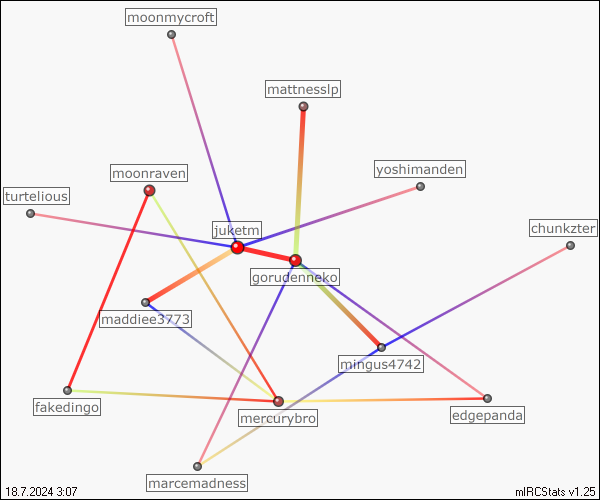 moonmycroft
mattnesslp
yoshimanden
moonraven
turtelious
juketm
chunkzter
gorudenneko
maddiee3773
mingus4742
fakedingo
mercurybro
edgepanda
marcemadness
18.7.2024 3:07
mIRCStats v1.25